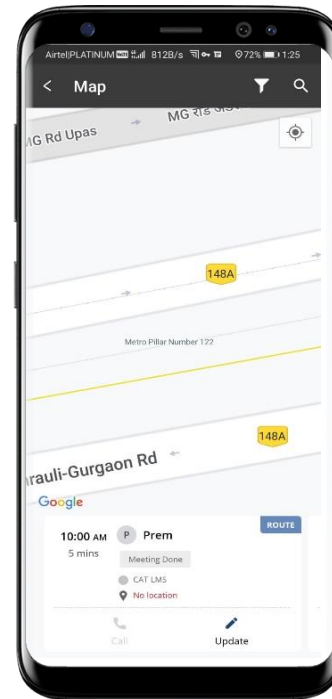 Airtel|PLATINUM 812B/s 72% 1:25
< Map
MG Rd Upas
MG रोड
148A
Metro Pillar Number 122
148A
rauli-Gurgaon Rd
Google
10:00 AM P Prem ROUTE
5 mins Meeting Done
CAT LMS
No location
Call Update